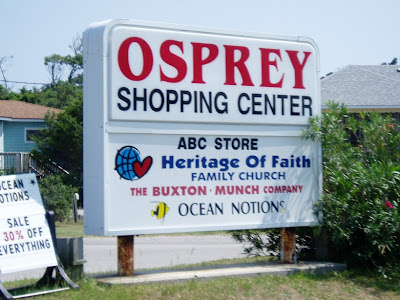 OSPREY
SHOPPING CENTER
ABC STORE
Heritage Of Faith
FAMILY CHURCH
THE BUXTON - MUNCH COMPANY
OCEAN NOTIONS
OCEAN
NOTIONS
SALE
30% OFF
EVERYTHING